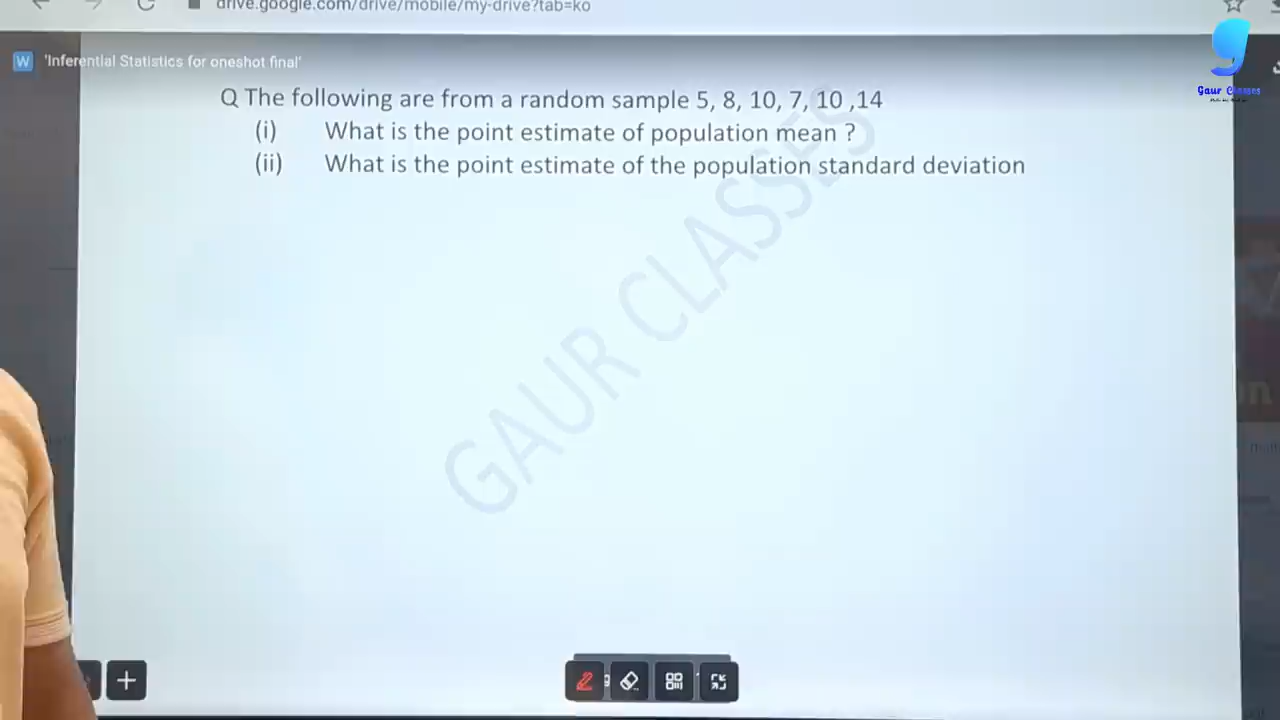 drive.google.com/drive/mobile/my-drive?tab=ko
W 'Inferential Statistics for oneshot final'
Gaur Classes
Q The following are from a random sample 5, 8, 10, 7, 10 ,14
(i) What is the point estimate of population mean ?
(ii) What is the point estimate of the population standard deviation
GAUR CLASSES